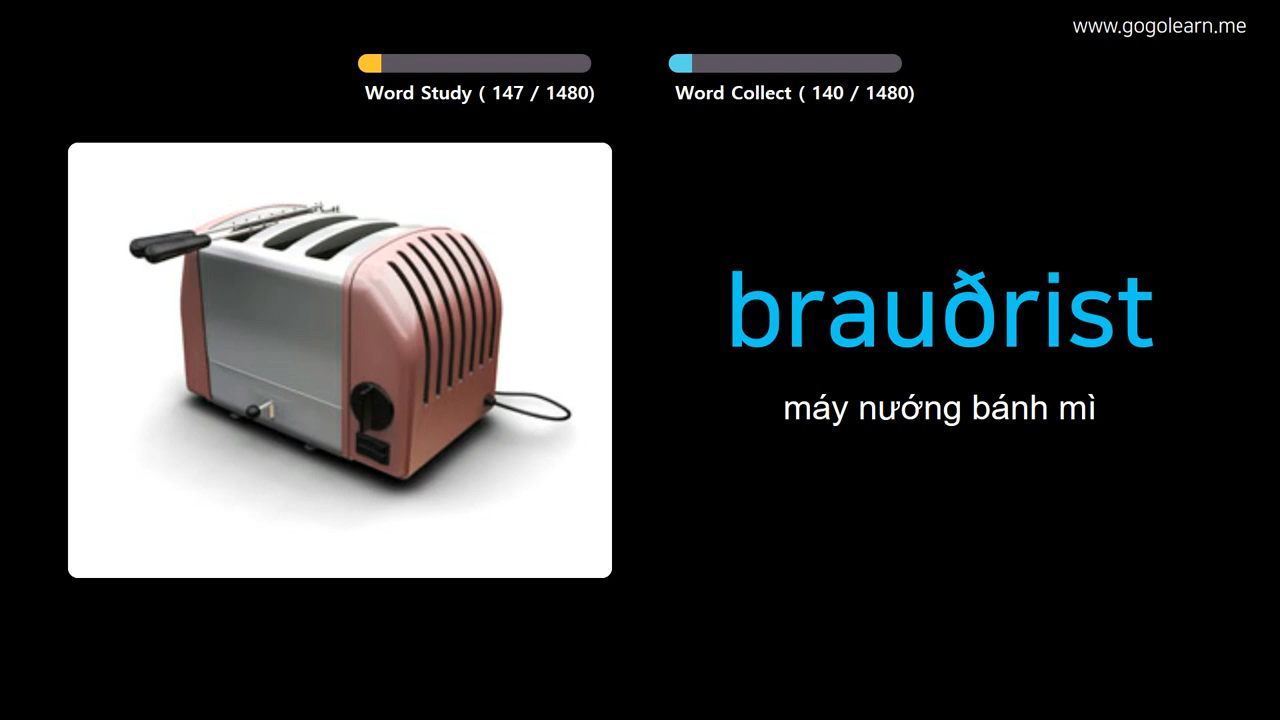 www.gogolearn.me
Word Study ( 147 / 1480)
Word Collect ( 140 / 1480)
brauðrist
máy nướng bánh mì